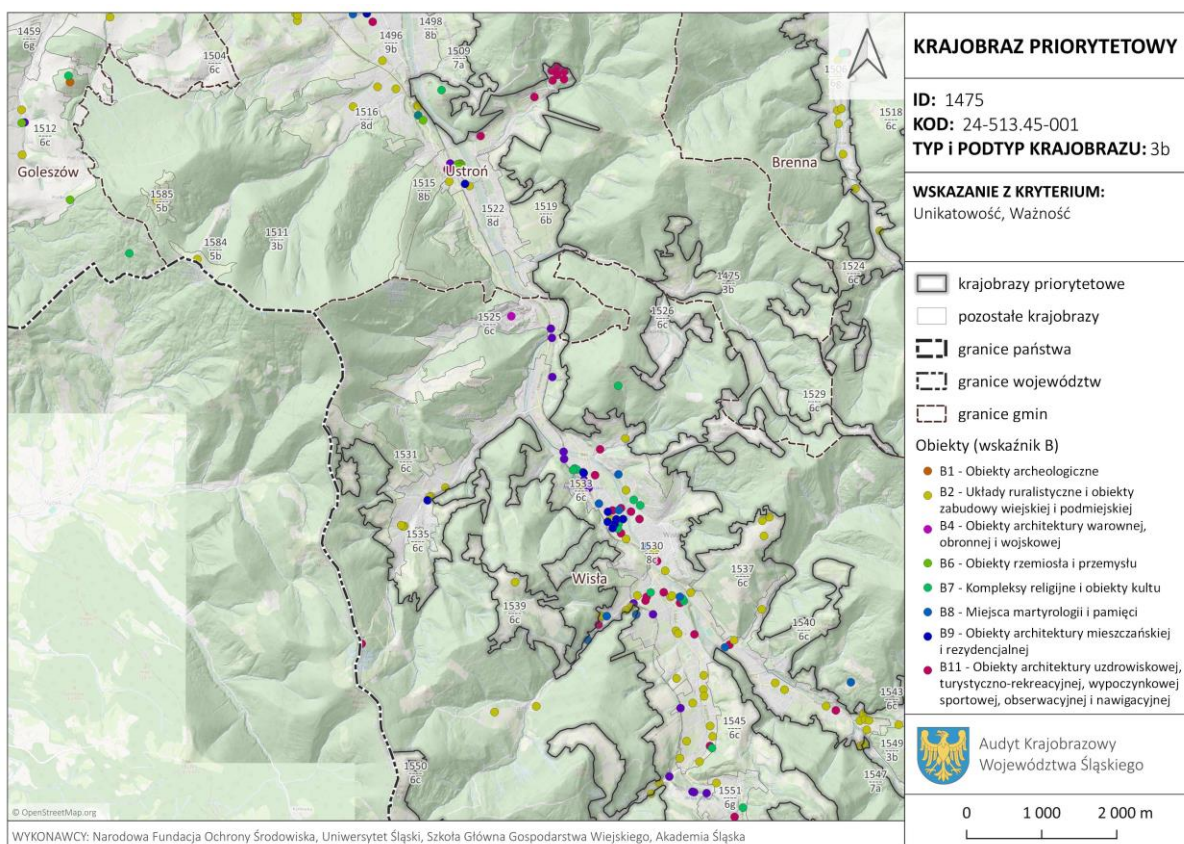 1459
6g
1504
6c
1496
9b
1498
8b
1509
7a
1512
6c
1516
8d
1518
6c
Goleszów
Ustroń
Brenna
1585
5b
1515
8b
1522
8d
1519
6b
1584
5b
1511
3b
1475
3b
1524
6c
1525
6c
1526
6c
1529
6c
1531
6c
1533
6c
1535
6c
1530
8c
Wisła
1537
6c
1539
6c
1540
6c
1543
6c
1545
6c
1549
3b
1547
7a
1550
6c
1551
6g
© OpenStreetMap.org
WYKONAWCY: Narodowa Fundacja Ochrony Środowiska, Uniwersytet Śląski, Szkoła Główna Gospodarstwa Wiejskiego, Akademia Śląska
KRAJOBRAZ PRIORYTETOWY
ID: 1475
KOD: 24-513.45-001
TYP i PODTYP KRAJOBRAZU: 3b
WSKAZANIE Z KRYTERIUM:
Unikatowość, Ważność
krajobrazy priorytetowe
pozostałe krajobrazy
granice państwa
granice województw
granice gmin
Obiekty (wskaźnik B)
B1 - Obiekty archeologiczne
B2 - Układy ruralistyczne i obiekty
zabudowy wiejskiej i podmiejskiej
B4 - Obiekty architektury warownej,
obronnej i wojskowej
B6 - Obiekty rzemiosła i przemysłu
B7 - Kompleksy religijne i obiekty kultu
B8 - Miejsca martyrologii i pamięci
B9 - Obiekty architektury mieszczańskiej
i rezydencjalnej
B11 - Obiekty architektury uzdrowiskowej,
turystyczno-rekreacyjnej, wypoczynkowej
sportowej, obserwacyjnej i nawigacyjnej
Audyt Krajobrazowy
Województwa Śląskiego
0 1 000 2 000 m